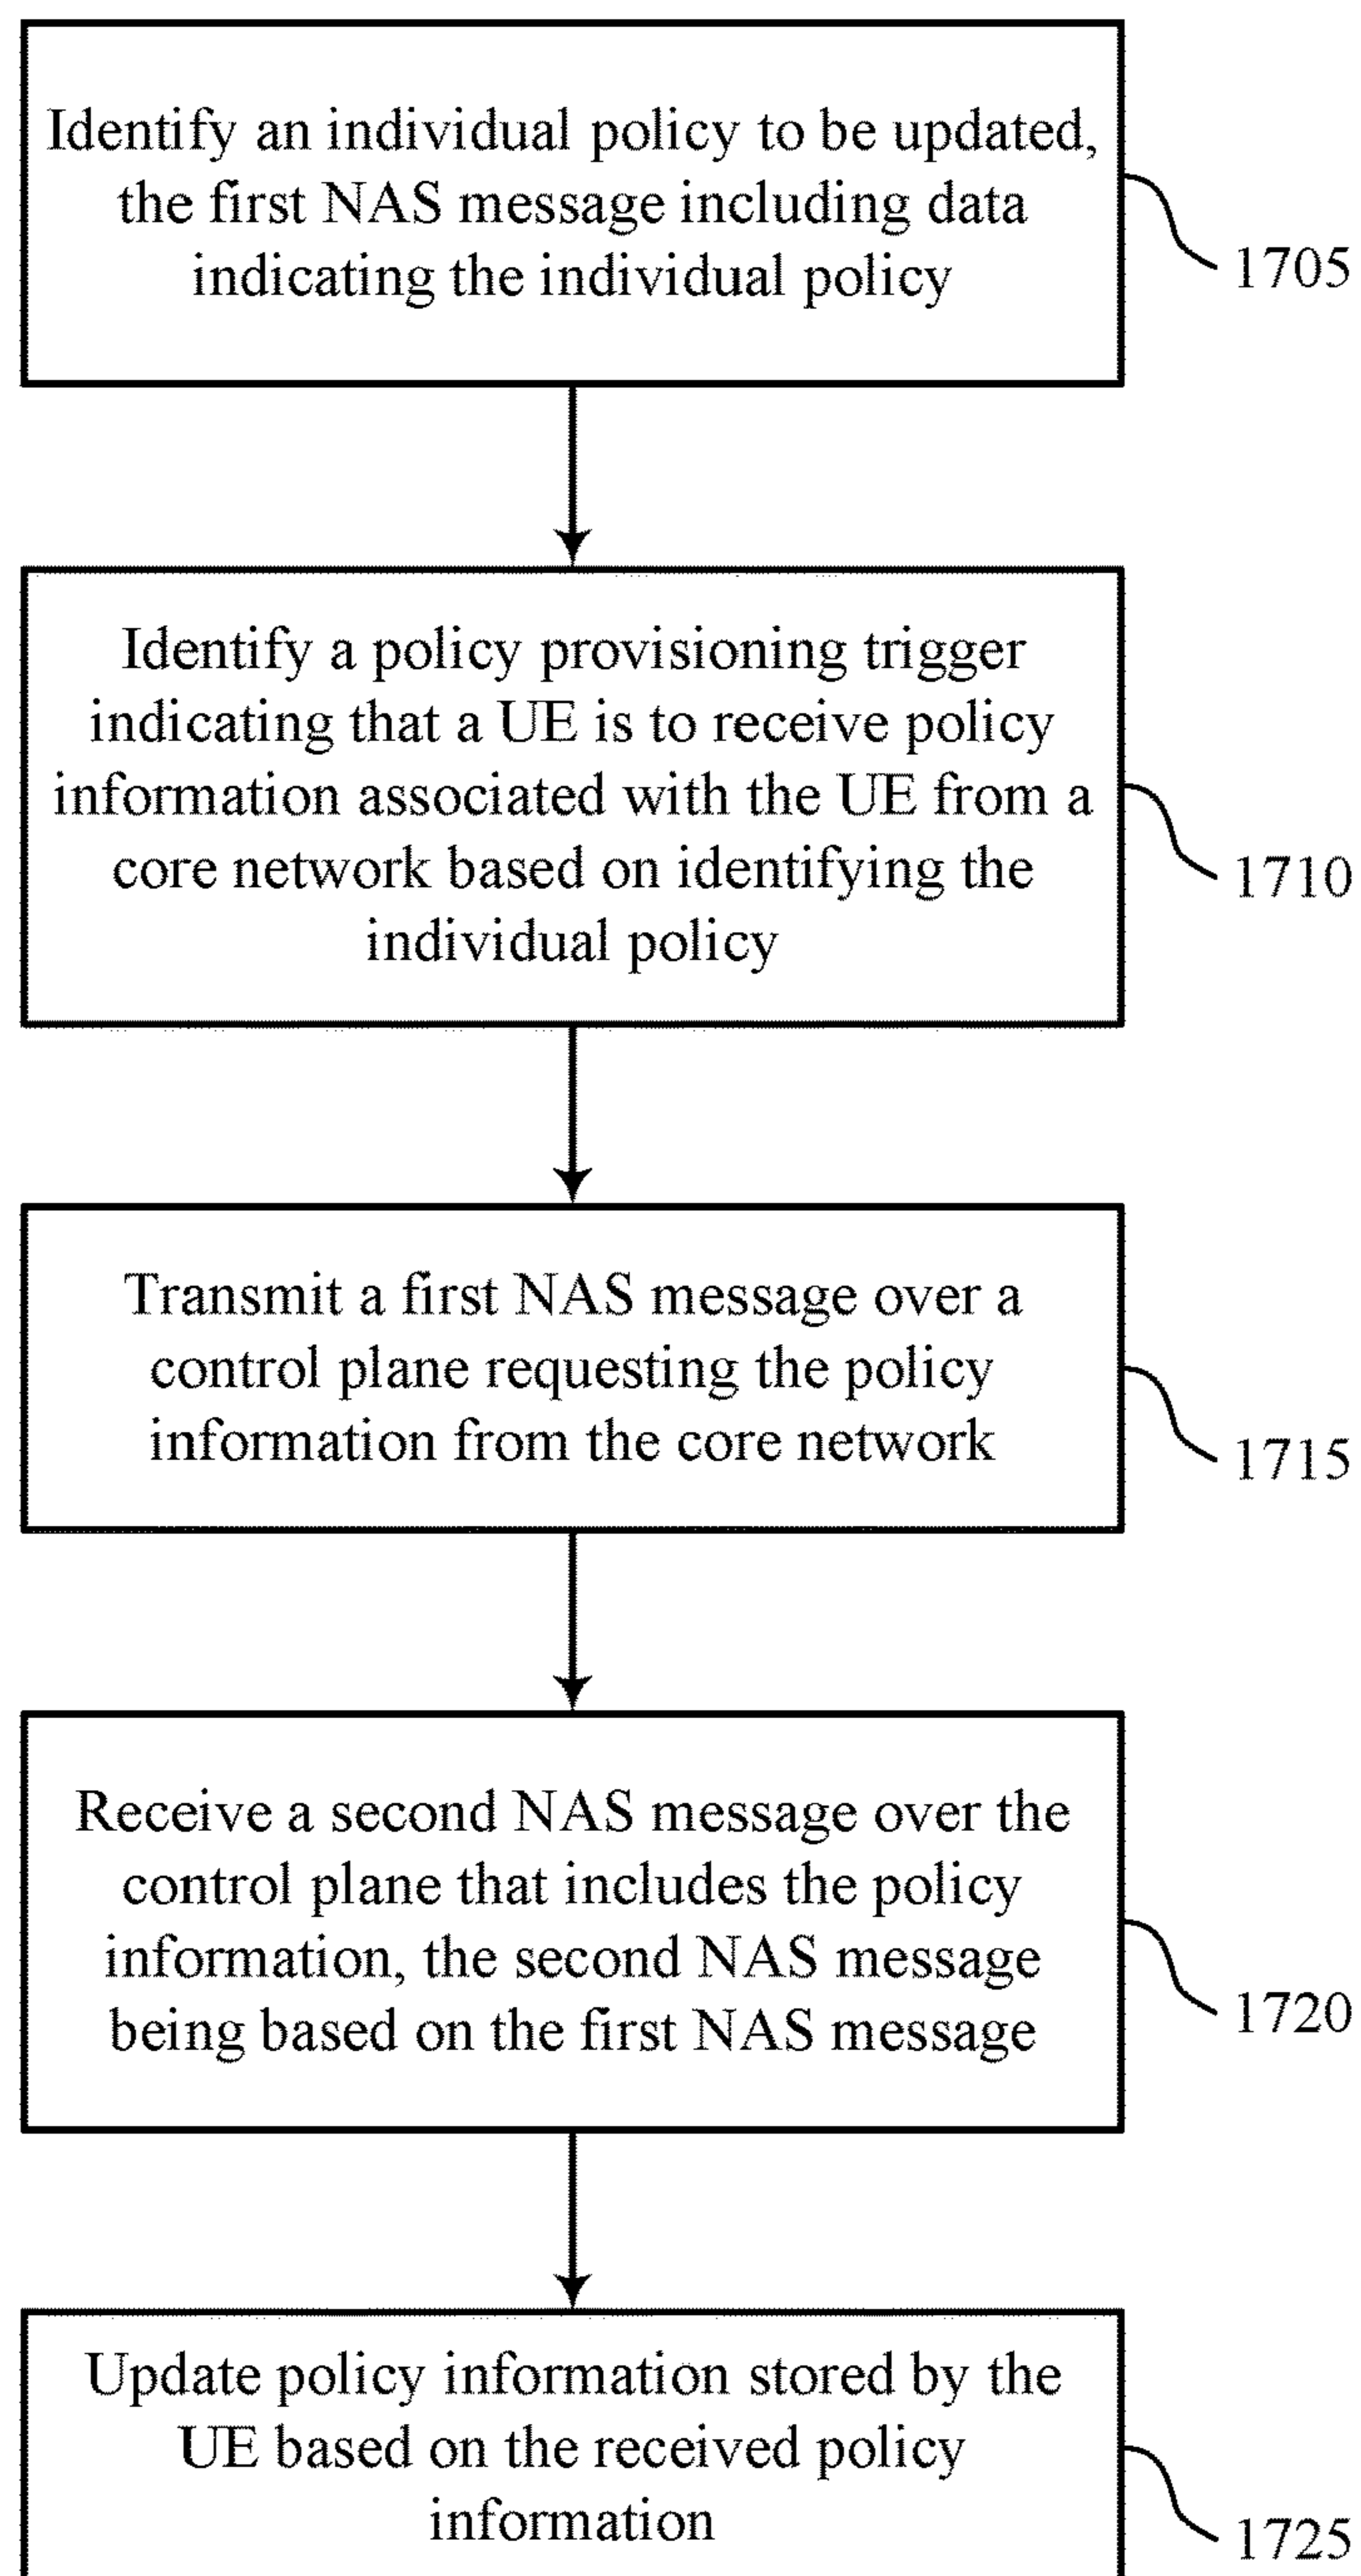 Identify an individual policy to be updated,
the first NAS message including data
indicating the individual policy
1705
Identify a policy provisioning trigger
indicating that a UE is to receive policy
information associated with the UE from a
core network based on identifying the
individual policy
1710
Transmit a first NAS message over a
control plane requesting the policy
information from the core network
1715
Receive a second NAS message over the
control plane that includes the policy
information, the second NAS message
being based on the first NAS message
1720
Update policy information stored by the
UE based on the received policy
information
1725